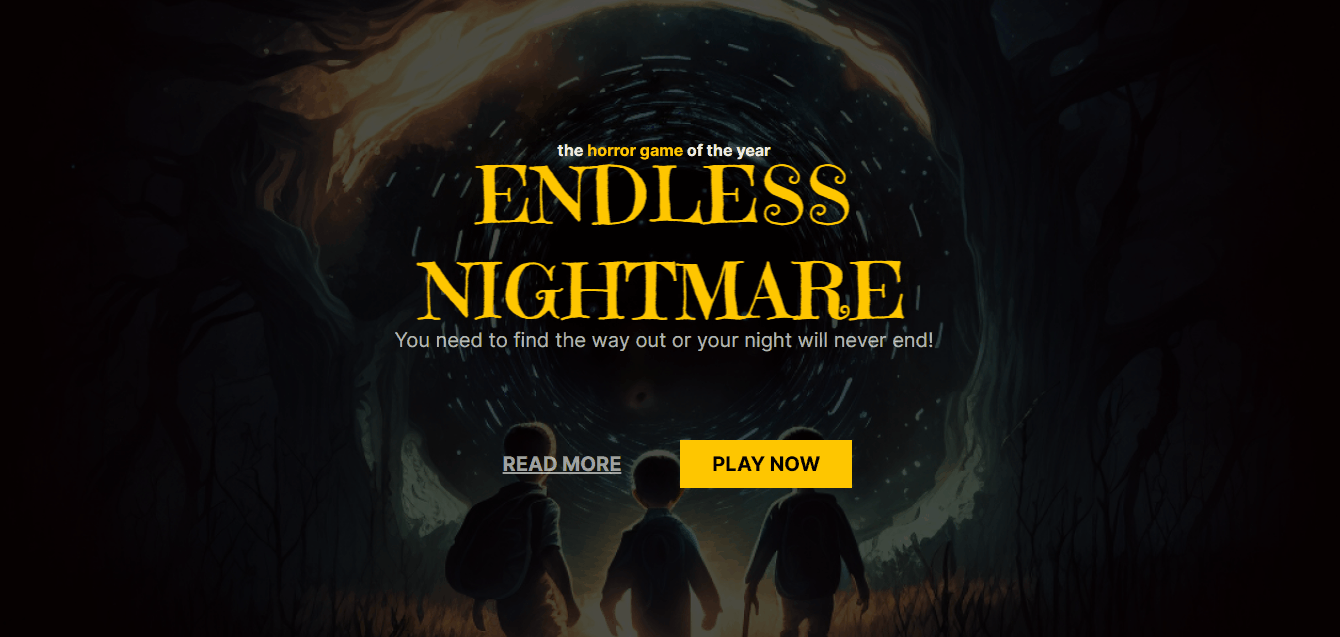 the horror game of the year
ENDLESS
NIGHTMARE
You need to find the way out or your night will never end!
READ MORE
PLAY NOW